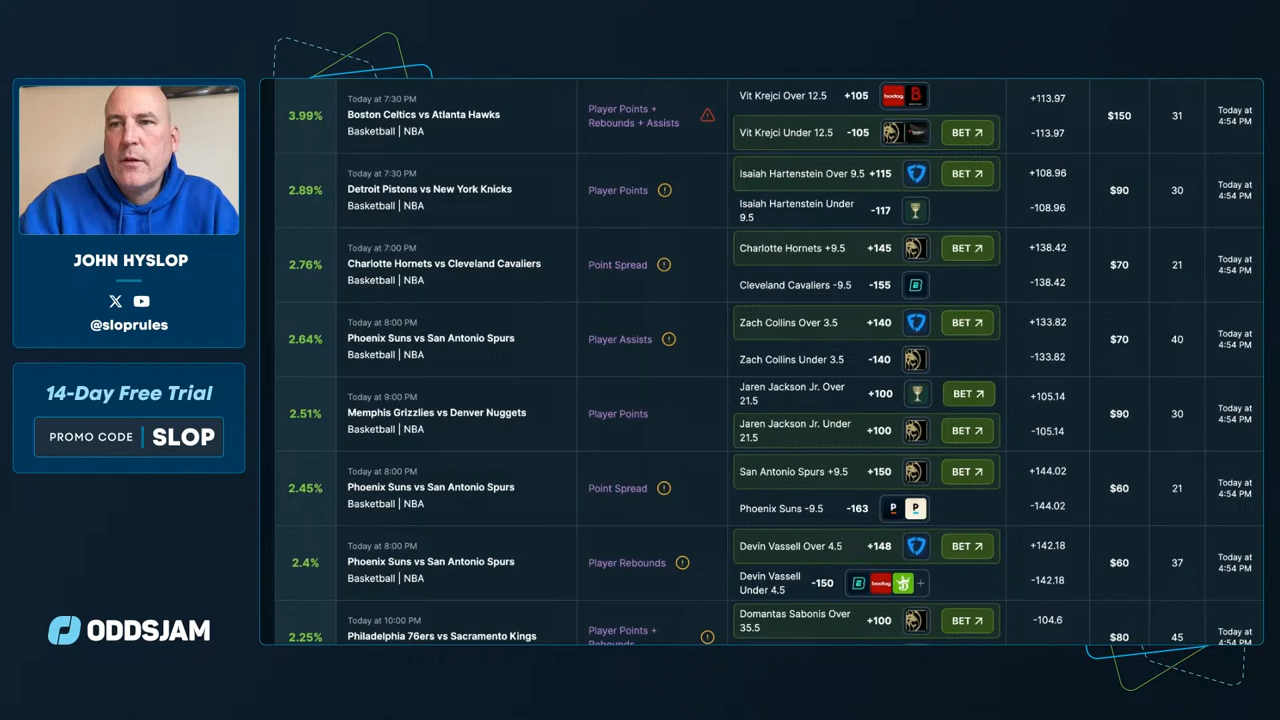 JOHN HYSLOP
@sloprules
14-Day Free Trial
PROMO CODE | SLOP
ODDSJAM
3.99%
Today at 7:30 PM
Boston Celtics vs Atlanta Hawks
Basketball | NBA
Player Points +
Rebounds + Assists
Vit Krejci Over 12.5 +105
bodog
Vit Krejci Under 12.5 -105
BET
+113.97
-113.97
$150
31
Today at
4:54 PM
2.89%
Today at 7:30 PM
Detroit Pistons vs New York Knicks
Basketball | NBA
Player Points
Isaiah Hartenstein Over 9.5 +115
BET
Isaiah Hartenstein Under
9.5
-117
+108.96
-108.96
$90
30
Today at
4:54 PM
2.76%
Today at 7:00 PM
Charlotte Hornets vs Cleveland Cavaliers
Basketball | NBA
Point Spread
Charlotte Hornets +9.5 +145
BET
Cleveland Cavaliers -9.5 -155
+138.42
-138.42
$70
21
Today at
4:54 PM
2.64%
Today at 8:00 PM
Phoenix Suns vs San Antonio Spurs
Basketball | NBA
Player Assists
Zach Collins Over 3.5 +140
BET
Zach Collins Under 3.5 -140
+133.82
-133.82
$70
40
Today at
4:54 PM
2.51%
Today at 9:00 PM
Memphis Grizzlies vs Denver Nuggets
Basketball | NBA
Player Points
Jaren Jackson Jr. Over
21.5
+100
BET
Jaren Jackson Jr. Under
21.5
+100
BET
+105.14
-105.14
$90
30
Today at
4:54 PM
2.45%
Today at 8:00 PM
Phoenix Suns vs San Antonio Spurs
Basketball | NBA
Point Spread
San Antonio Spurs +9.5 +150
BET
Phoenix Suns -9.5 -163
P P
+144.02
-144.02
$60
21
Today at
4:54 PM
2.4%
Today at 8:00 PM
Phoenix Suns vs San Antonio Spurs
Basketball | NBA
Player Rebounds
Devin Vassell Over 4.5 +148
BET
Devin Vassell
Under 4.5
-150
bodog
+
+142.18
-142.18
$60
37
Today at
4:54 PM
2.25%
Today at 10:00 PM
Philadelphia 76ers vs Sacramento Kings
Player Points +
Rebounds
Domantas Sabonis Over
35.5
+100
BET
-104.6
$80
45
Today at
4:54 PM